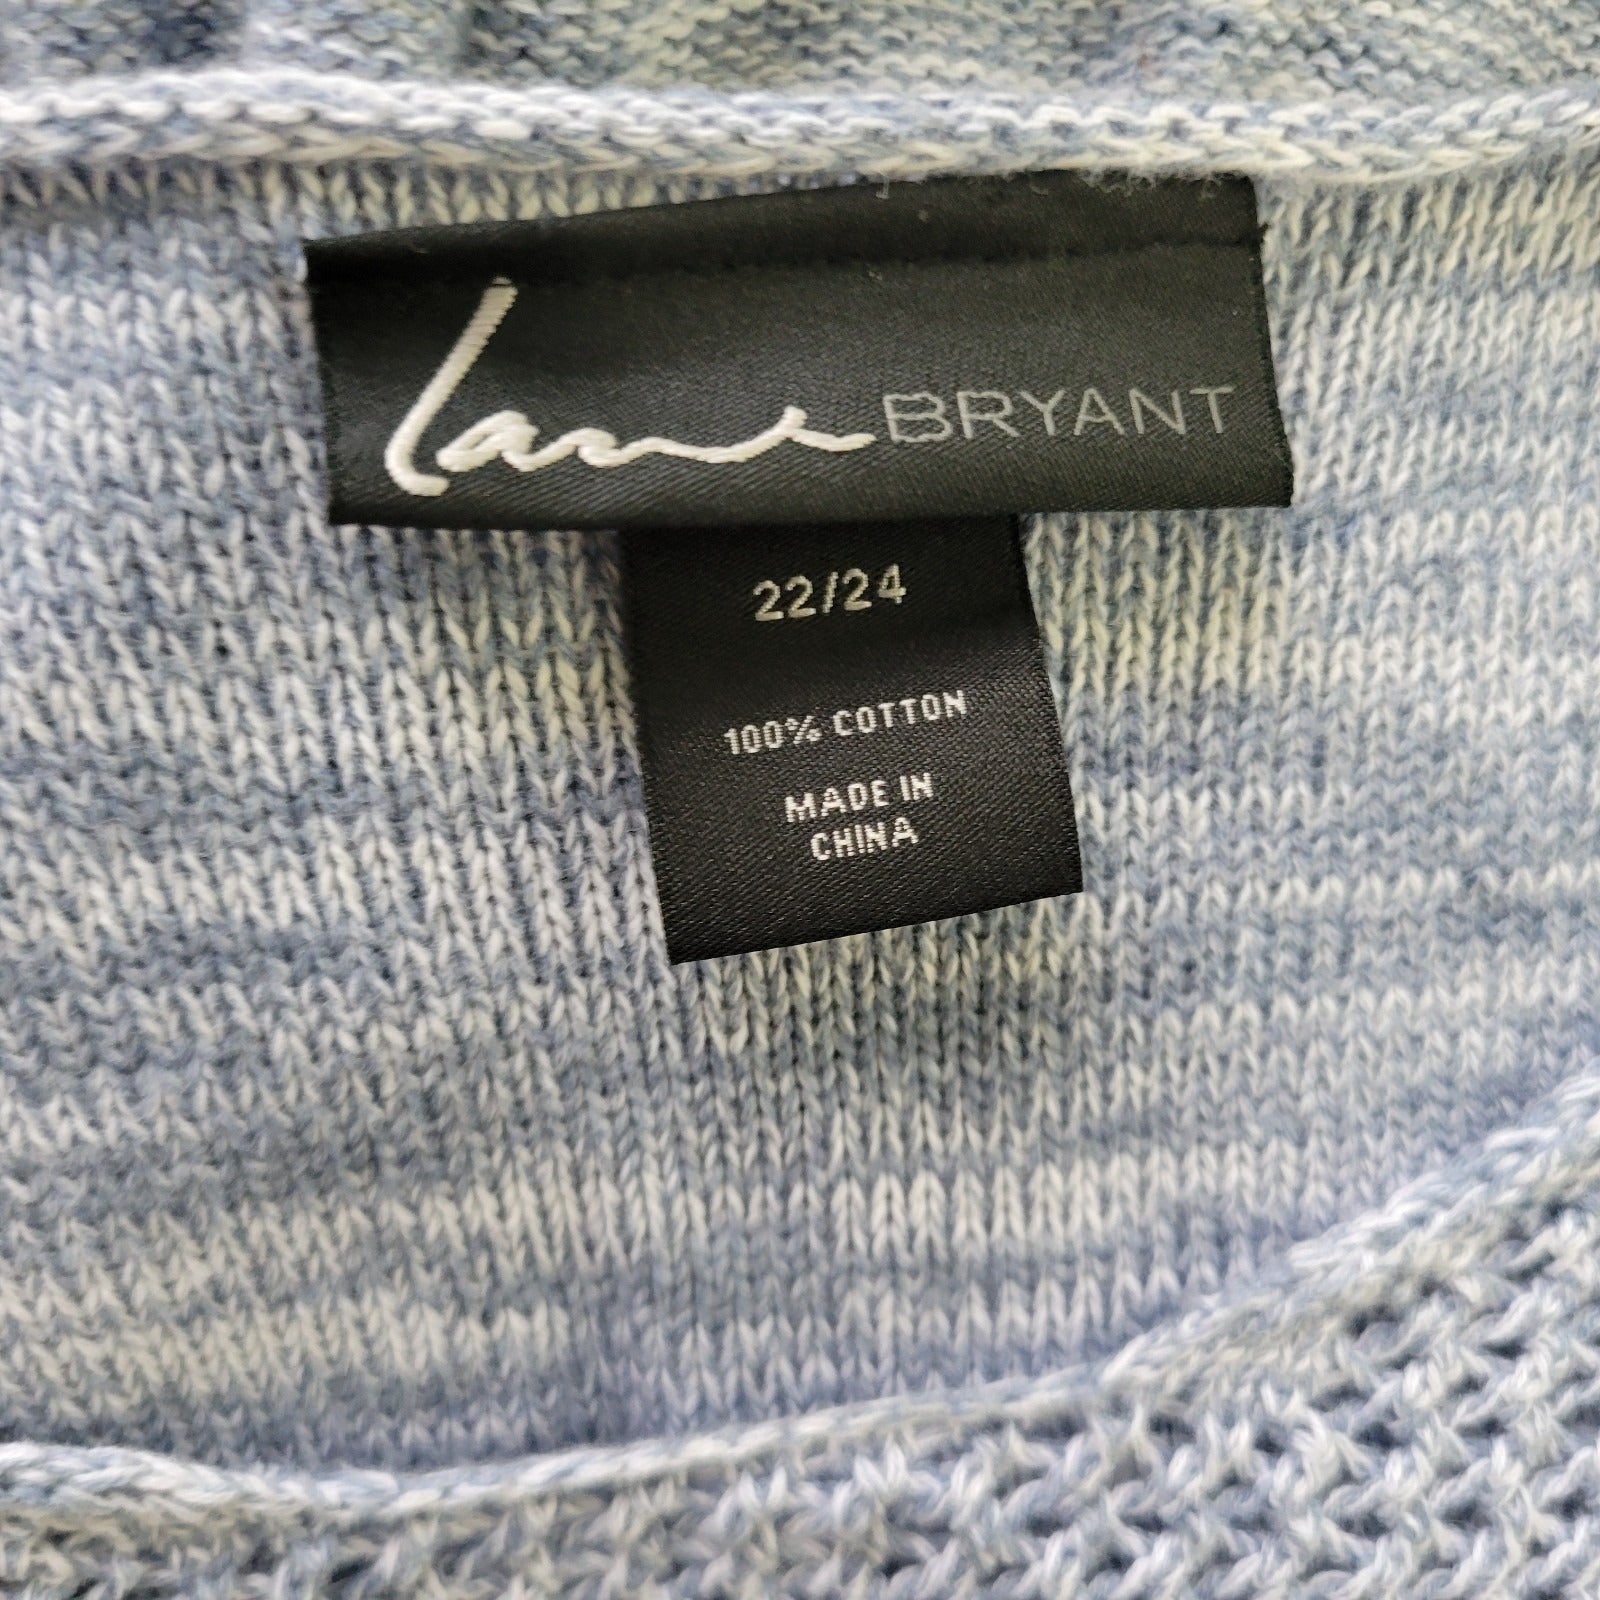 Lane BRYANT
22/24
100% COTTON
MADE IN
CHINA